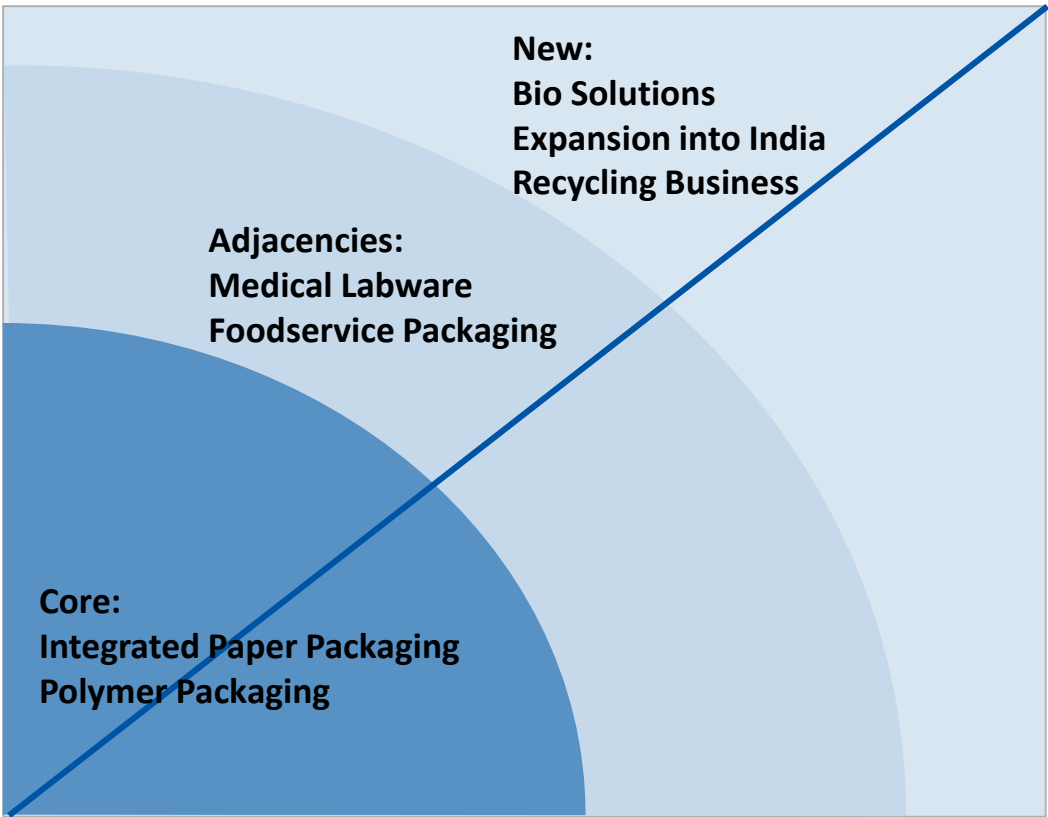 New:
Bio Solutions
Expansion into India
Recycling Business
Adjacencies:
Medical Labware
Foodservice Packaging
Core:
Integrated Paper Packaging
Polymer Packaging